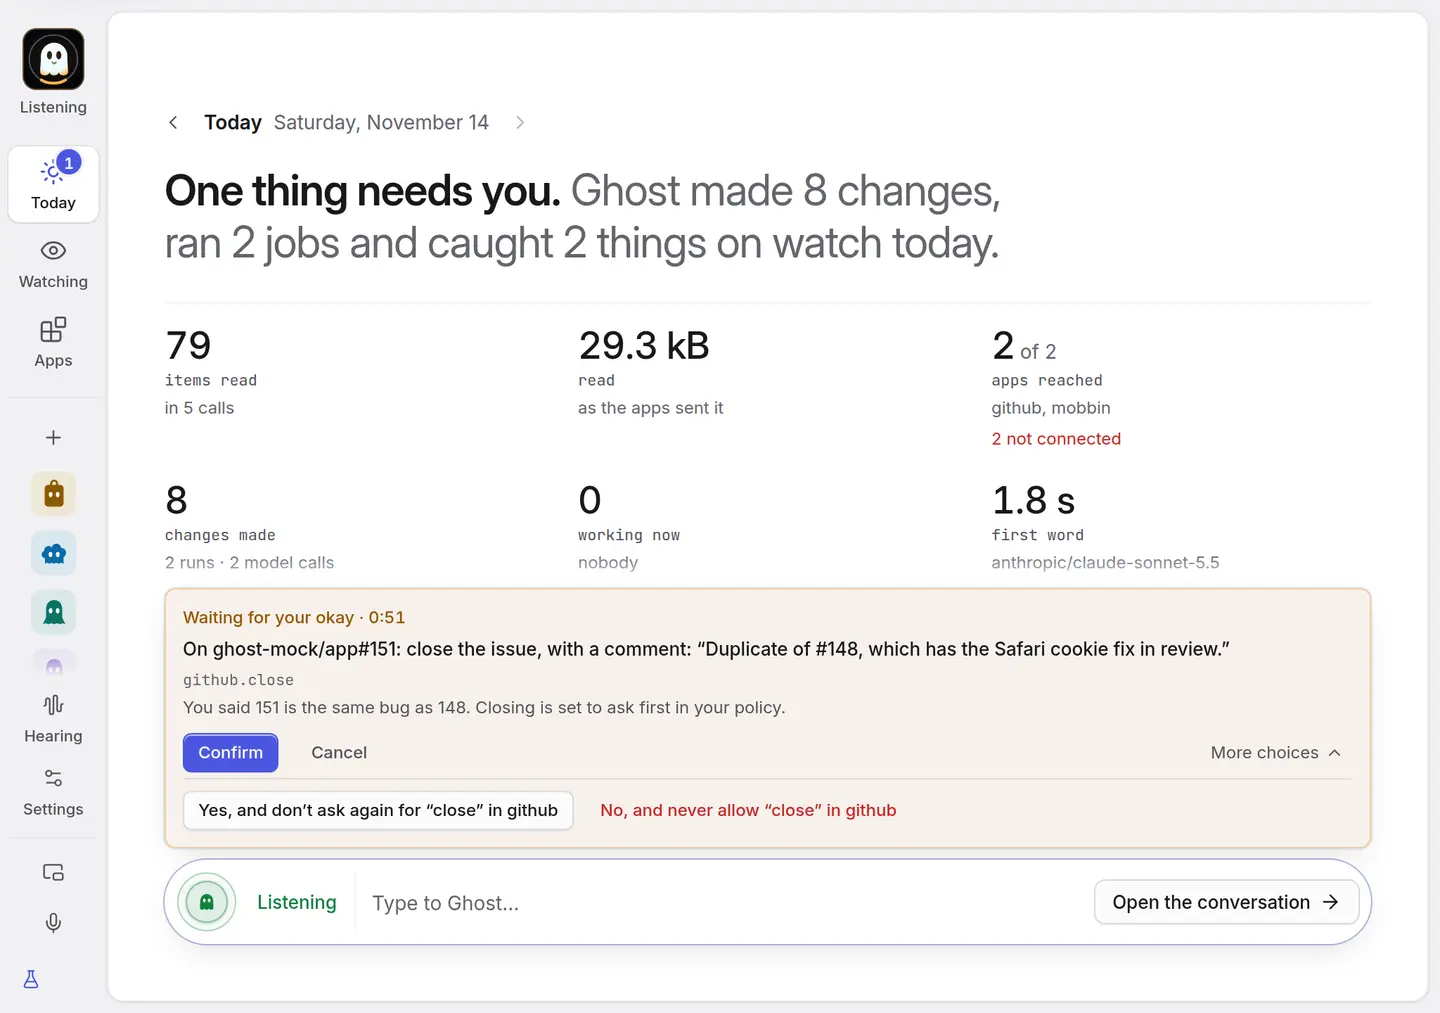 Listening
1
Today
Watching
Apps
Hearing
Settings
Today Saturday, November 14
One thing needs you. Ghost made 8 changes,
ran 2 jobs and caught 2 things on watch today.
79
items read
in 5 calls
29.3 kB
read
as the apps sent it
2 of 2
apps reached
github, mobbin
2 not connected
8
changes made
2 runs · 2 model calls
0
working now
nobody
1.8 s
first word
anthropic/claude-sonnet-5.5
Waiting for your okay · 0:51
On ghost-mock/app#151: close the issue, with a comment: “Duplicate of #148, which has the Safari cookie fix in review.”
github.close
You said 151 is the same bug as 148. Closing is set to ask first in your policy.
Confirm Cancel More choices
Yes, and don’t ask again for “close” in github No, and never allow “close” in github
Listening Type to Ghost... Open the conversation →